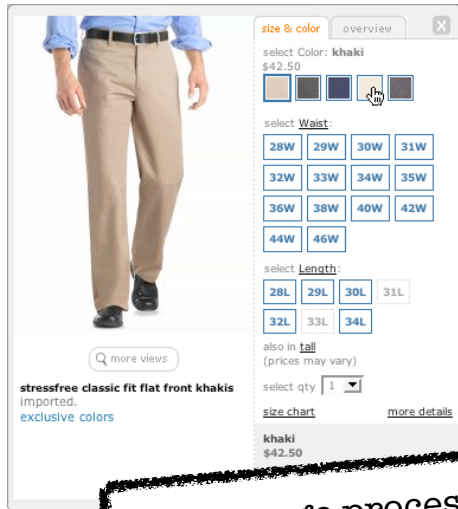 size & color
overview
select Color: khaki
$42.50
select Waist:
28W 29W 30W 31W
32W 33W 34W 35W
36W 38W 40W 42W
44W 46W
select Length:
28L 29L 30L 31L
32L 33L 34L
also in tall
(prices may vary)
select qty 1
size chart more details
khaki
$42.50
more views
stressfree classic fit flat front khakis
imported.
exclusive colors